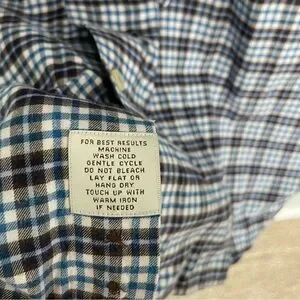 FOR BEST RESULTS
MACHINE
WASH COLD
GENTLE CYCLE
DO NOT BLEACH
LAY FLAT OR
HANG DRY
TOUCH UP WITH
WARM IRON
IF NEEDED